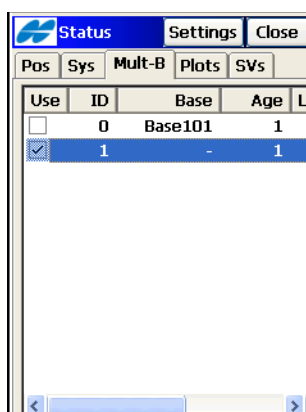 Status Settings Close
Pos Sys Mult-B Plots SVs
Use ID Base Age L
0 Base101 1
1 - 1